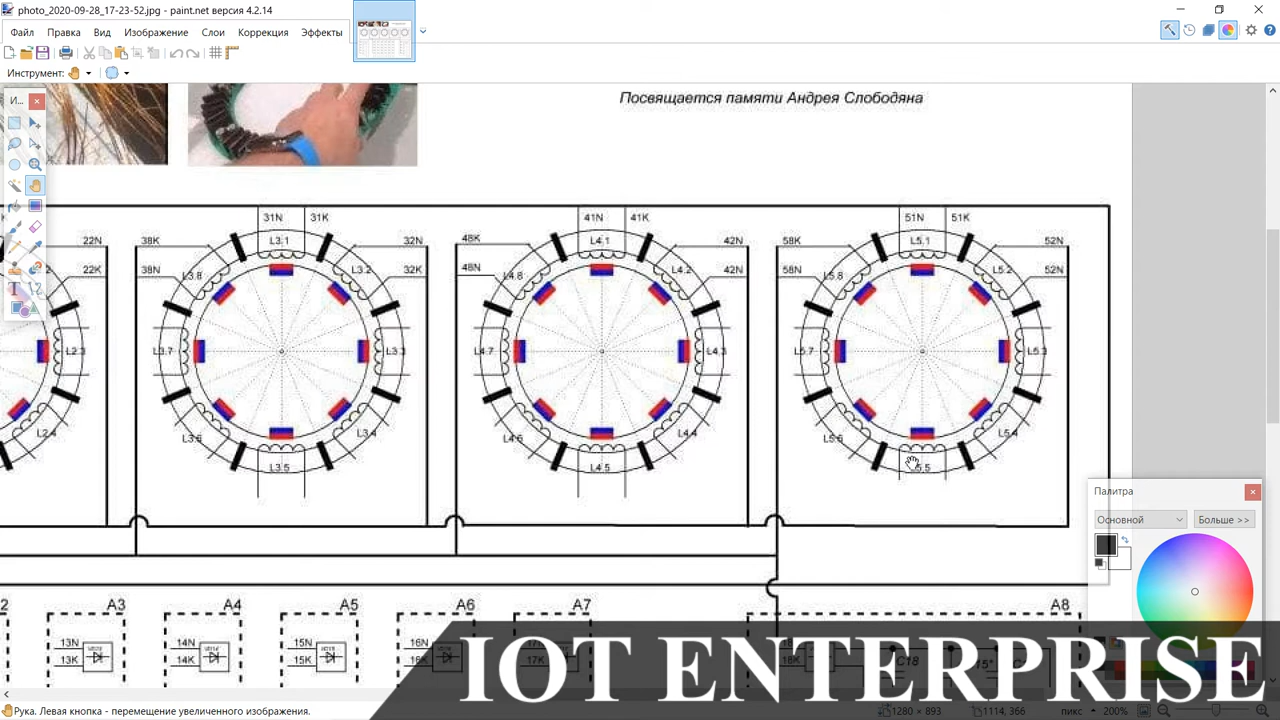 photo_2020-09-28_17-23-52.jpg - paint.net версия 4.2.14
Файл Правка Вид Изображение Слои Коррекция Эффекты
Инструмент:
И...
Посвящается памяти Андрея Слободяна
31N 31K 41N 41K 51N 51K
22N 38K L3.1 32N 48K L4.1 42N 58K L5.1 52N
22K 38N L3.8 L3.2 32K 48N L4.8 L4.2 42N 58N L5.8 L5.2 52N
L2.3 L3.7 L3.3 L4.7 L4.3 L5.7 L5.3
L2.4 L3.6 L3.4 L4.6 L4.4 L5.6 L5.4
L3.5 L4.5 L5.5
Палитра
Основной Больше >>
2 A3 A4 A5 A6 A7 A8
13N 14N 15N 16N
13K 14K 15K 16K 17K 18K C18
IOT ENTERPRISE
Рука. Левая кнопка - перемещение увеличенного изображения. 1280 × 893 1114, 366 пикс 200%